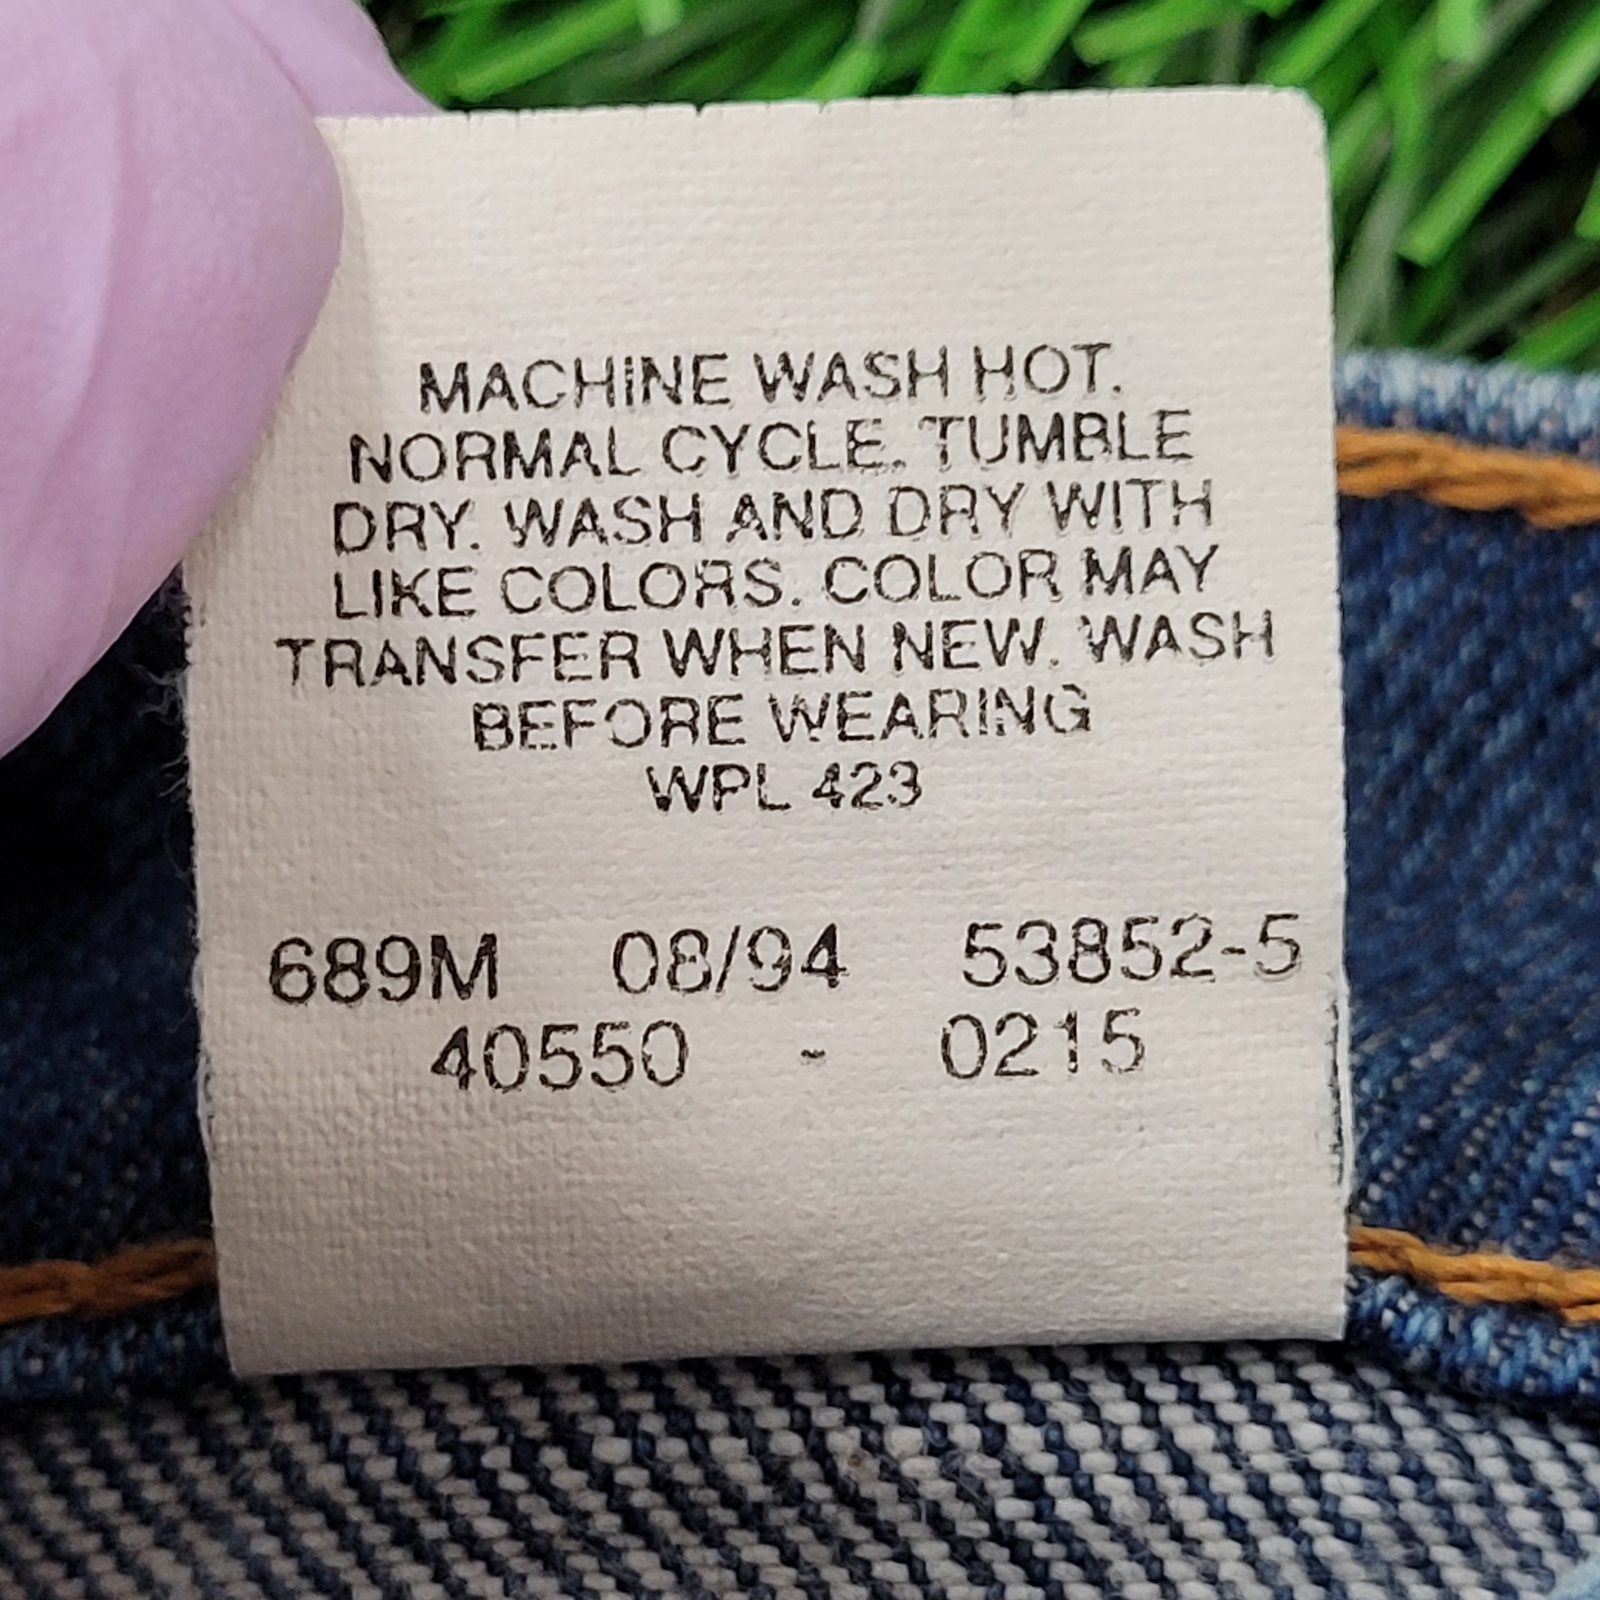 MACHINE WASH HOT.
NORMAL CYCLE. TUMBLE
DRY. WASH AND DRY WITH
LIKE COLORS. COLOR MAY
TRANSFER WHEN NEW. WASH
BEFORE WEARING
WPL 423
689M 08/94 53852-5
40550 - 0215